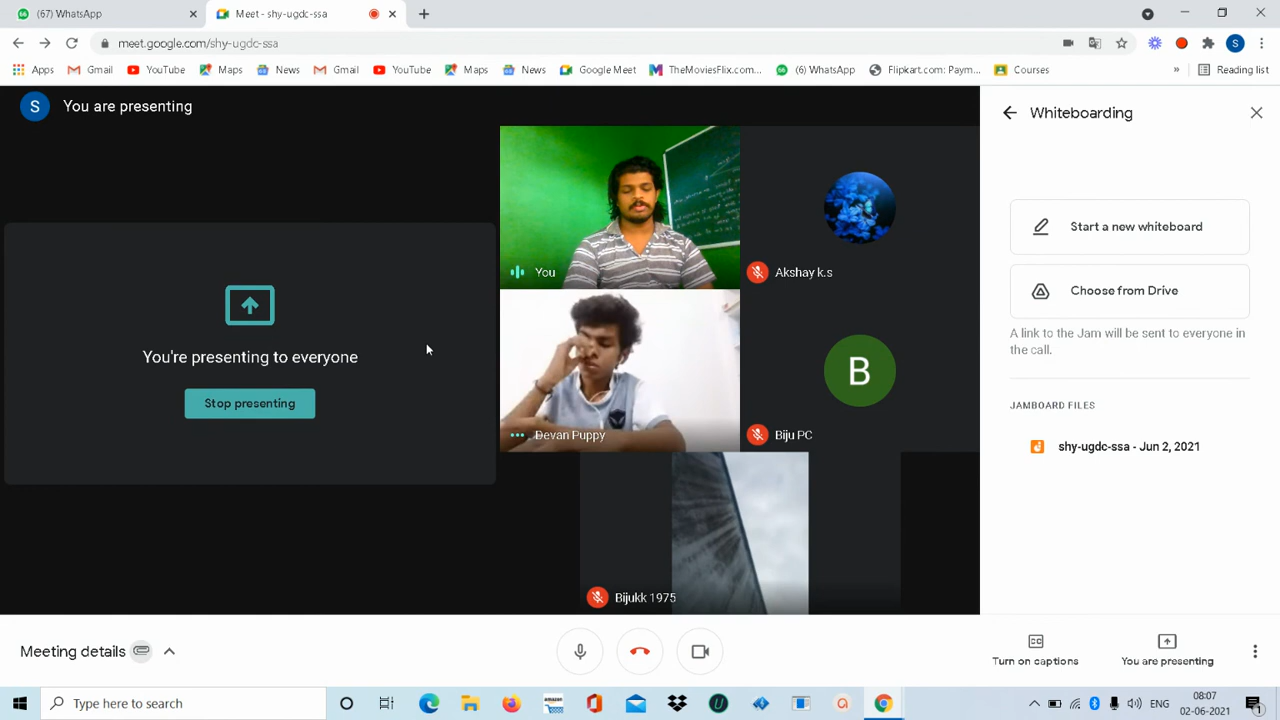 (67) WhatsApp
Meet - shy-ugdc-ssa
meet.google.com/shy-ugdc-ssa
S
Apps
Gmail
YouTube
Maps
News
Gmail
YouTube
Maps
News
Google Meet
TheMoviesFlix.com...
(6) WhatsApp
Flipkart.com: Paym...
Courses
»
Reading list
S
You are presenting
You're presenting to everyone
Stop presenting
You
Akshay k.s
Devan Puppy
B
Biju PC
Bijukk 1975
Whiteboarding
Start a new whiteboard
Choose from Drive
A link to the Jam will be sent to everyone in
the call.
JAMBOARD FILES
shy-ugdc-ssa - Jun 2, 2021
Meeting details
Turn on captions
You are presenting
Type here to search
ENG
08:07
02-06-2021